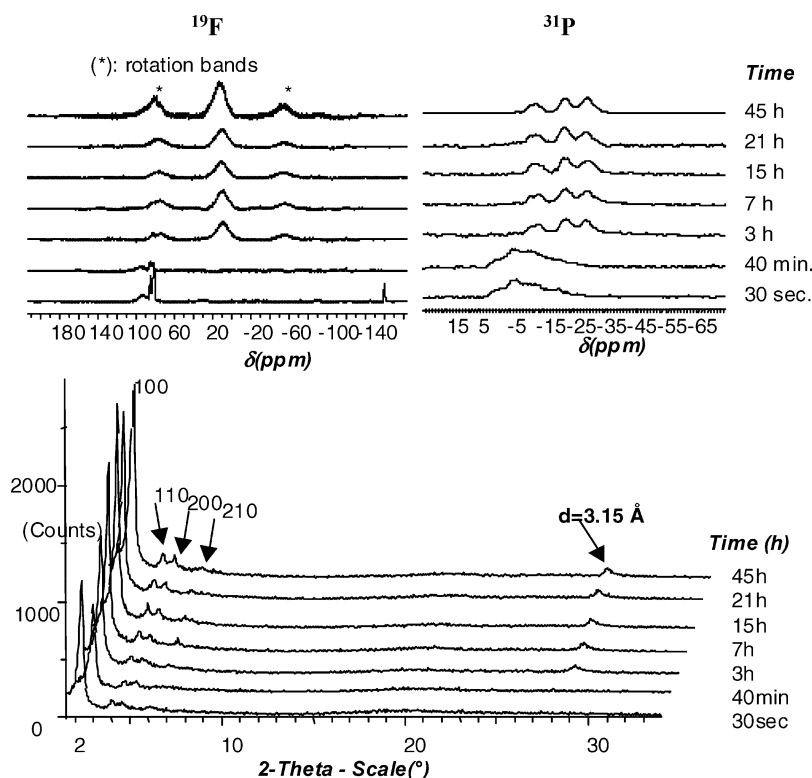 ¹⁹F
³¹P
(*): rotation bands
*
*
Time
45 h
21 h
15 h
7 h
3 h
40 min.
30 sec.
180 140 100 60 20 -20 -60 -100-140
δ(ppm)
15 5 -5 -15-25-35-45-55-65
δ(ppm)
100
2000
(Counts)
1000
0
110
200
210
d=3.15 Å
Time (h)
45h
21h
15h
7h
3h
40min
30sec
2 10 20 30
2-Theta - Scale(°)